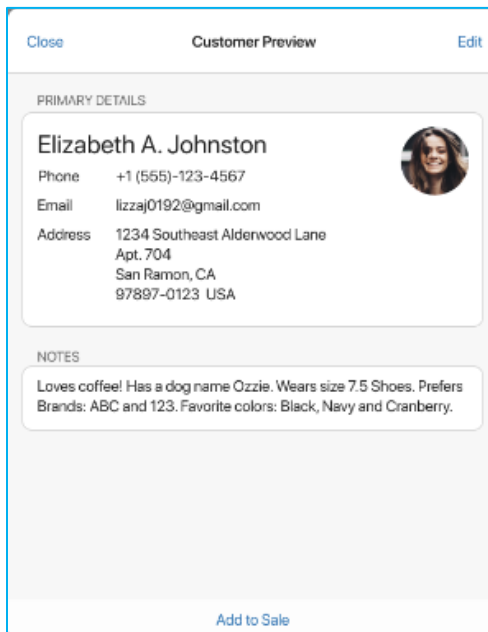 Close Customer Preview Edit
PRIMARY DETAILS
Elizabeth A. Johnston
Phone +1 (555)-123-4567
Email lizzaj0192@gmail.com
Address 1234 Southeast Alderwood Lane
Apt. 704
San Ramon, CA
97897-0123 USA
NOTES
Loves coffee! Has a dog name Ozzie. Wears size 7.5 Shoes. Prefers
Brands: ABC and 123. Favorite colors: Black, Navy and Cranberry.
Add to Sale